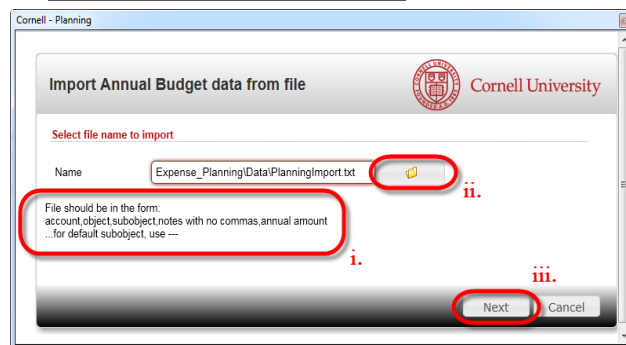 Cornell - Planning
Import Annual Budget data from file
Cornell University
Select file name to import
Name
Expense_Planning\Data\PlanningImport.txt
ii.
File should be in the form:
account,object,subobject,notes with no commas,annual amount
...for default subobject, use ---
i.
iii.
Next
Cancel